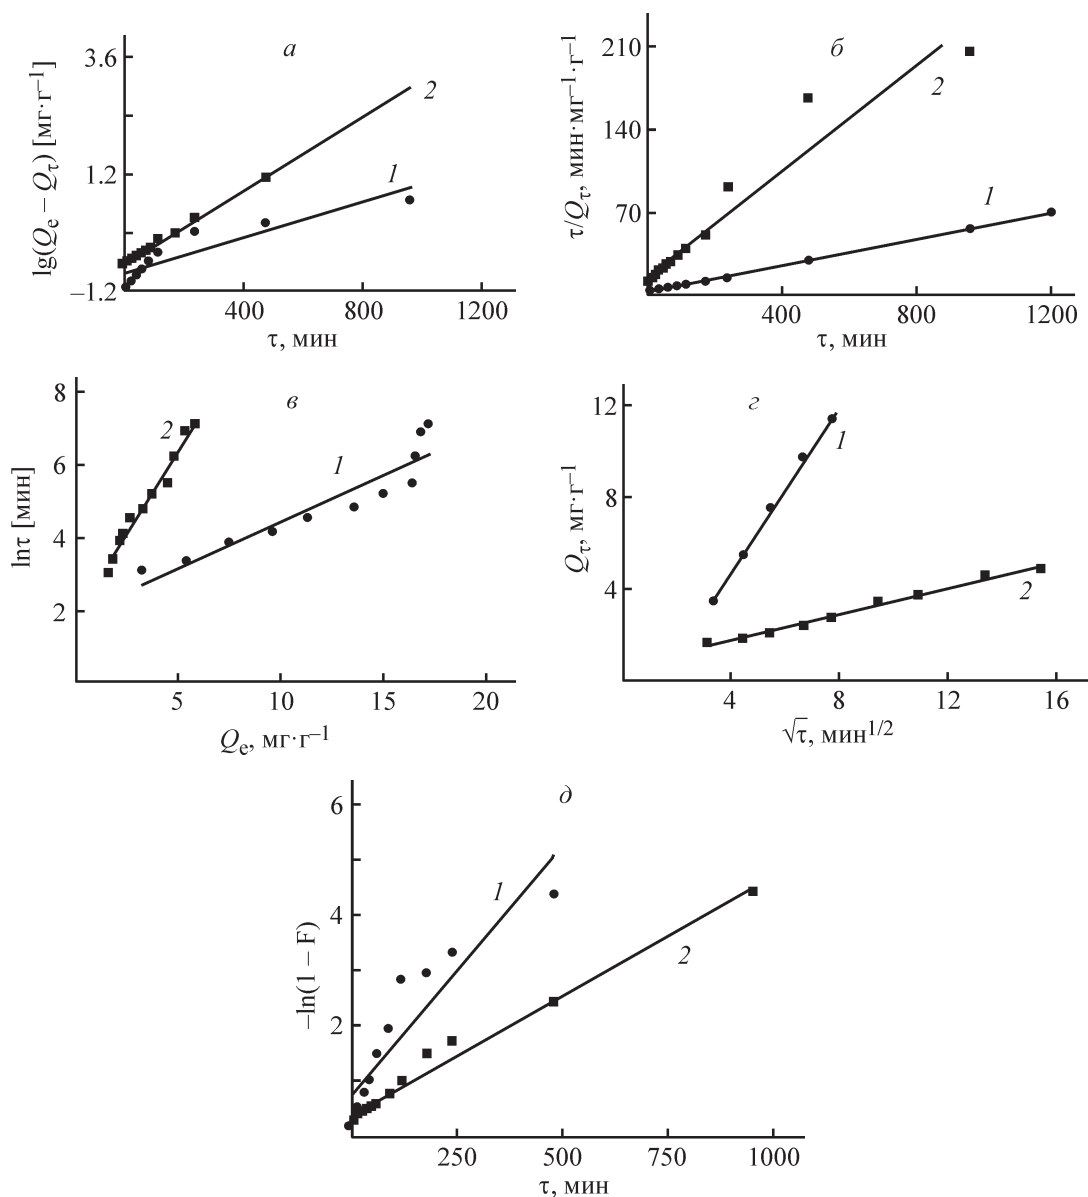 а
lg(Qe – Qτ) [мг·г–1]
3.6
1.2
–1.2
2
1
400
800
1200
τ, мин
б
τ/Qτ, мин·мг–1·г–1
210
140
70
2
1
400
800
1200
τ, мин
в
lnτ [мин]
8
6
4
2
2
1
5
10
15
20
Qe, мг·г–1
г
Qτ, мг·г–1
12
8
4
1
2
4
8
12
16
√τ, мин1/2
д
–ln(1 – F)
6
4
2
1
2
250
500
750
1000
τ, мин